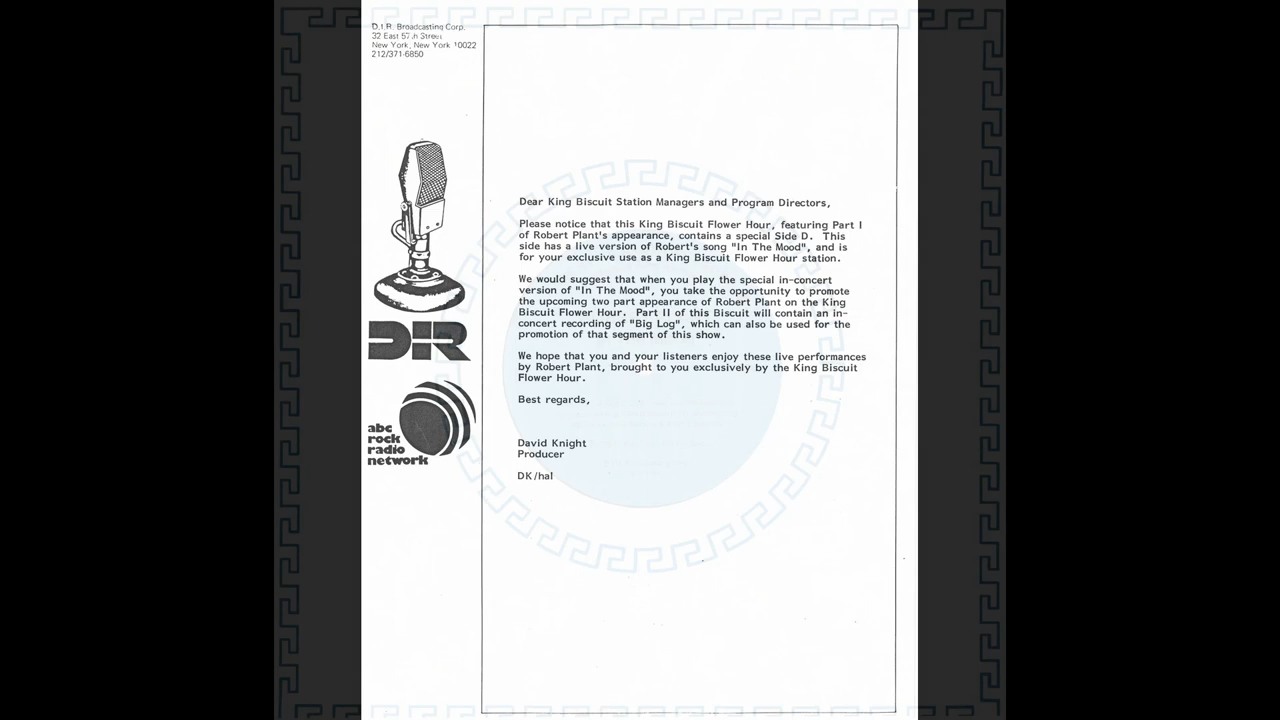 D.I.R. Broadcasting Corp.
32 East 57th Street
New York, New York 10022
212/371-6850
DIR
abc
rock
radio
network
Dear King Biscuit Station Managers and Program Directors,
Please notice that this King Biscuit Flower Hour, featuring Part I
of Robert Plant's appearance, contains a special Side D. This
side has a live version of Robert's song "In The Mood", and is
for your exclusive use as a King Biscuit Flower Hour station.
We would suggest that when you play the special in-concert
version of "In The Mood", you take the opportunity to promote
the upcoming two part appearance of Robert Plant on the King
Biscuit Flower Hour. Part II of this Biscuit will contain an in-
concert recording of "Big Log", which can also be used for the
promotion of that segment of this show.
We hope that you and your listeners enjoy these live performances
by Robert Plant, brought to you exclusively by the King Biscuit
Flower Hour.
Best regards,
David Knight
Producer
DK/hal